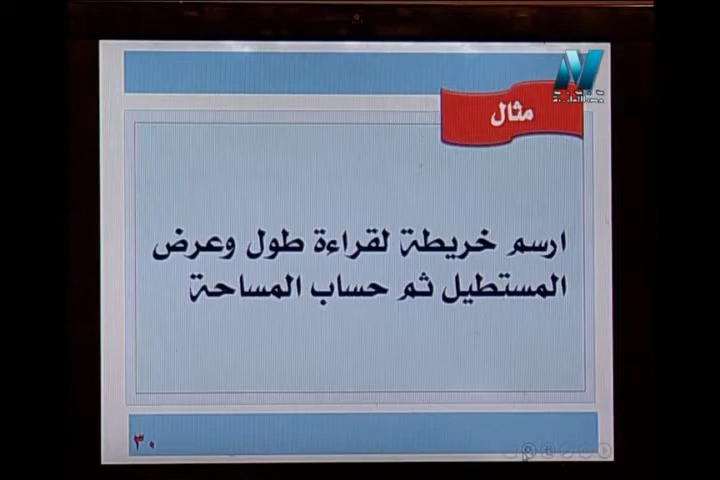 مثال
ارسم خريطة لقراءة طول وعرض
المستطيل ثم حساب المساحة
٣٠